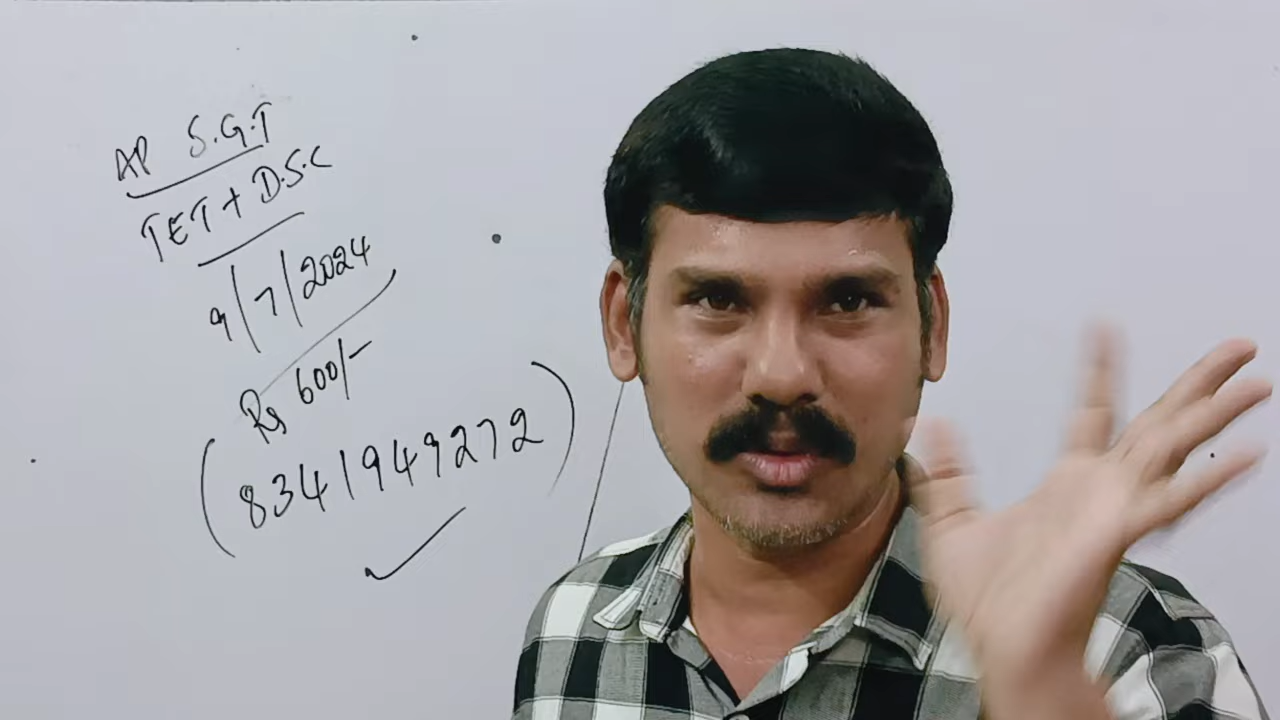 AP S.G.T
TET + D.S.C
9/7/2024
Rs 600/-
(8341949272)